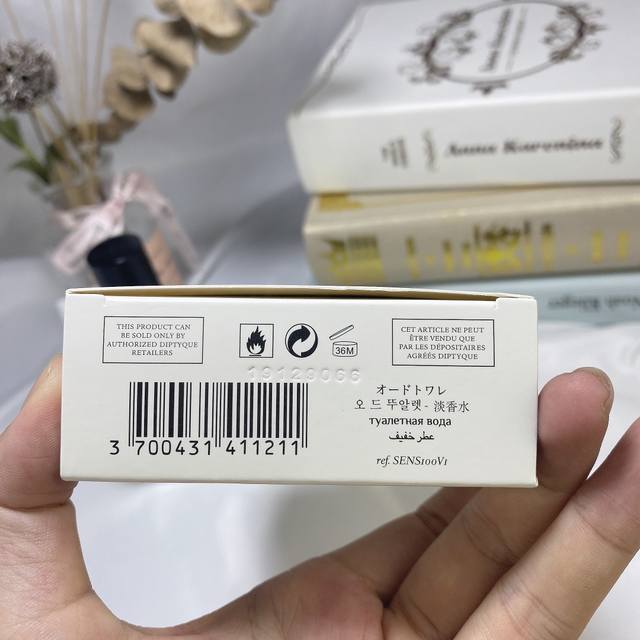 Anna Karenina
THIS PRODUCT CAN
BE SOLD ONLY BY
AUTHORIZED DIPTYQUE
RETAILERS
36M
CET ARTICLE NE PEUT
ÊTRE VENDU QUE
PAR LES DÉPOSITAIRES
AGRÉÉS DIPTYQUE
19129066
オードトワレ
오 드 뚜알렛 - 淡香水
туалетная вода
عطر خفيف
ref. SENS100V1
3 700431 411211